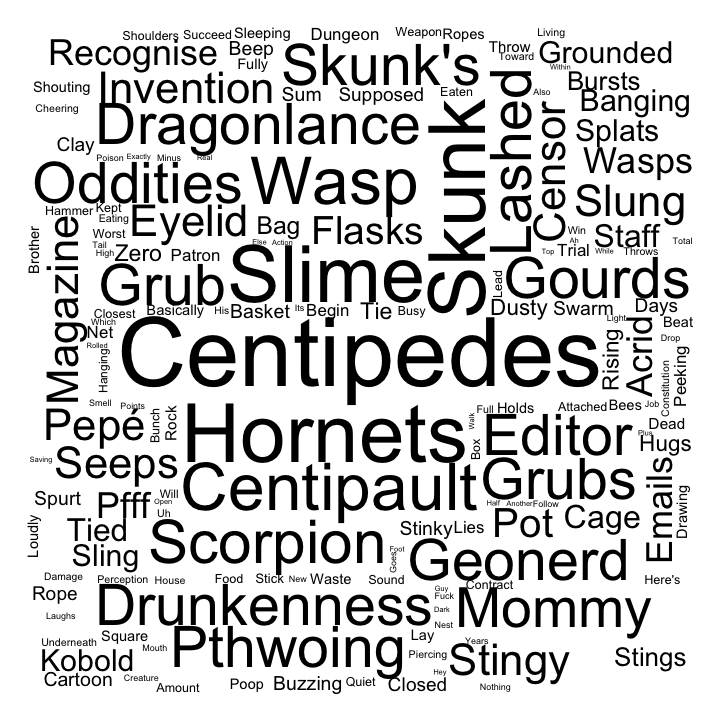 Shoulders Succeed Sleeping Dungeon Weapon Ropes Living
Recognise Beep Skunk's Throw Toward Grounded
Fully Within
Shouting Invention Sum Supposed Eaten Lashed Also Bursts
Cheering Dragonlance Skunk Censor Banging
Splats
Clay
Poison Exactly Minus Real Wasps
Oddities Wasp
Slung
Hammer Kept
Eating Eyelid Bag Flasks Win Staff
Worst Ah
Brother Tail Else Action Total
High Zero Patron Top Trial While Throws
Magazine Grub Slime Lead Gourds
Closest Basically His Basket Its Begin Tie Busy Dusty Swarm Days
Which Light Beat
Net
Rolled Hanging Centipedes Rising Acrid Drop
Constitution Peeking
Smell Points Full Holds Attached Bees Job
Pepé Bunch Rock Hornets Walk Box Editor Dead
Plus Hugs
Saving Seeps Centipault Grubs Emails Drawing
Spurt Pfff Will Open Half Another Follow
Uh
Loudly Tied Stinky Lies Pot Cage
Sling Scorpion Goes Foot Geonerd
Damage Perception House Food Stick New Waste Sound Contract Here's
Rope Guy
Fuck
Laughs Drunkenness Dark Mommy
Nest
Underneath Square Mouth Pthwoing Lay Years
Kobold Piercing Stingy Stings
Cartoon Creature Amount Poop Buzzing Quiet Closed Hey Nothing